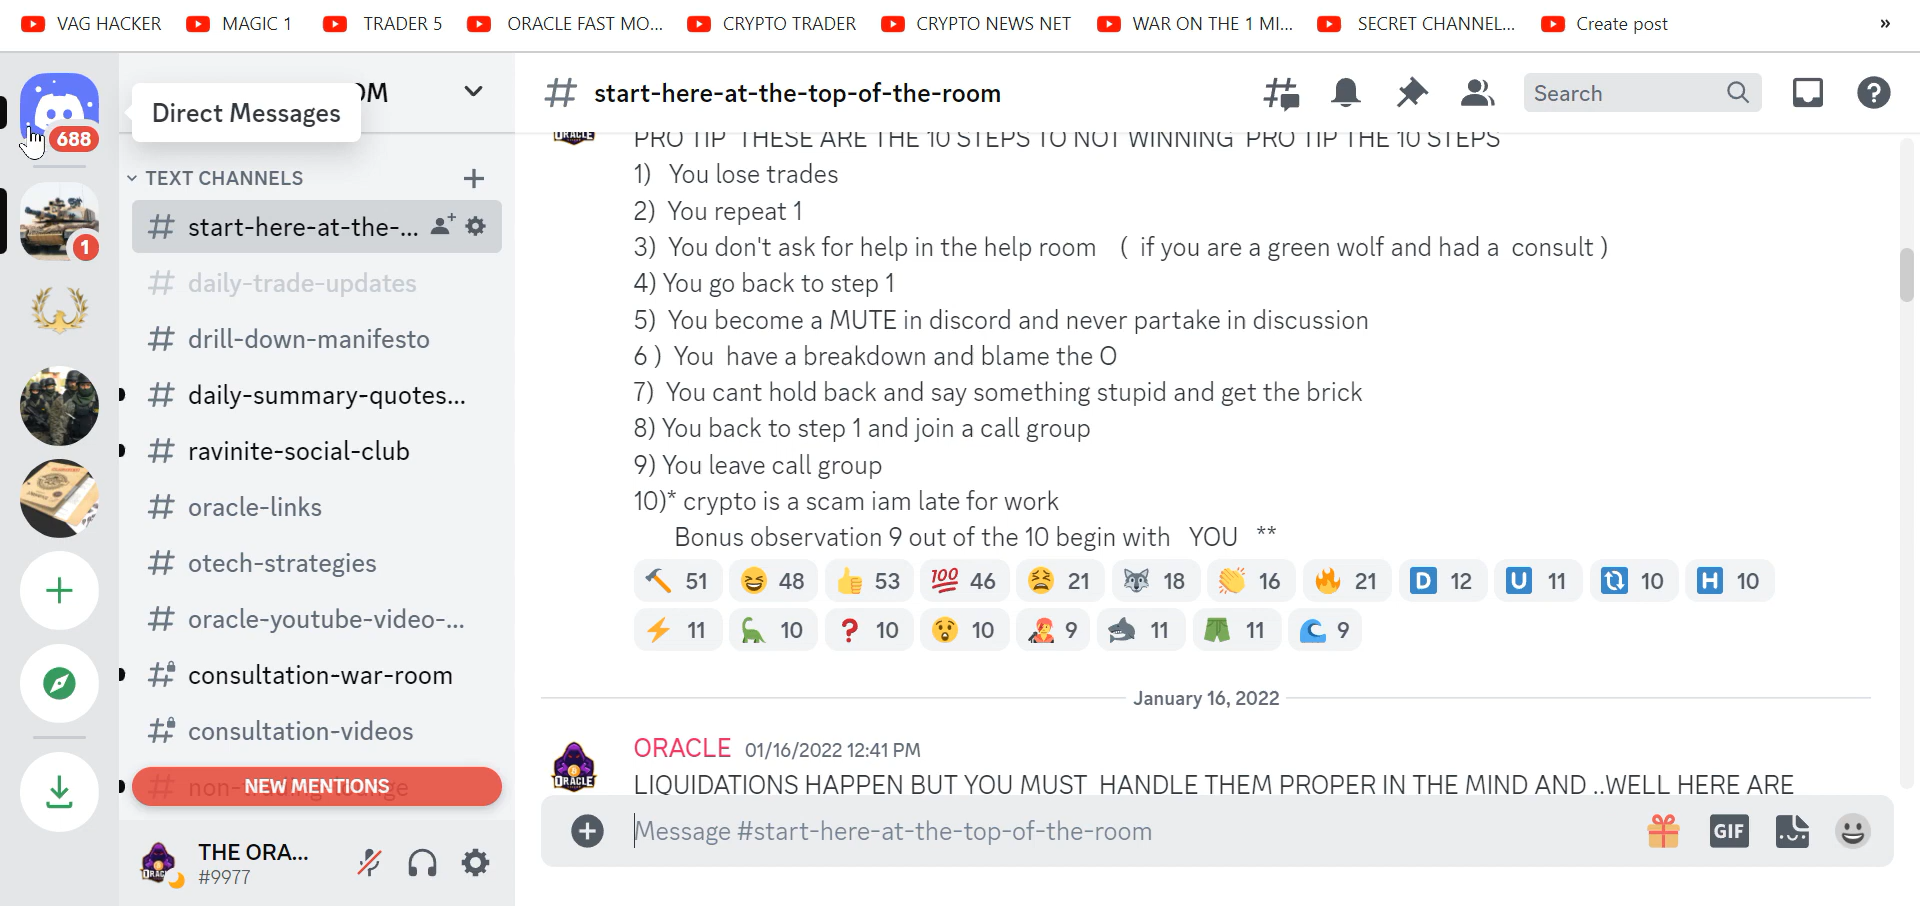 VAG HACKER MAGIC 1 TRADER 5 ORACLE FAST MO... CRYPTO TRADER CRYPTO NEWS NET WAR ON THE 1 MI... SECRET CHANNEL... Create post »
Direct Messages
OM
688
1
TEXT CHANNELS
start-here-at-the-...
daily-trade-updates
drill-down-manifesto
daily-summary-quotes...
ravinite-social-club
oracle-links
otech-strategies
oracle-youtube-video-...
consultation-war-room
consultation-videos
NEW MENTIONS
THE ORA...
#9977
# start-here-at-the-top-of-the-room
Search
PRO TIP THESE ARE THE 10 STEPS TO NOT WINNING PRO TIP THE 10 STEPS
1) You lose trades
2) You repeat 1
3) You don't ask for help in the help room ( if you are a green wolf and had a consult )
4) You go back to step 1
5) You become a MUTE in discord and never partake in discussion
6 ) You have a breakdown and blame the O
7) You cant hold back and say something stupid and get the brick
8) You back to step 1 and join a call group
9) You leave call group
10)* crypto is a scam iam late for work
Bonus observation 9 out of the 10 begin with YOU **
51 48 53 100 46 21 18 16 21 D 12 U 11 10 H 10
11 10 ? 10 10 9 11 11 9
January 16, 2022
ORACLE 01/16/2022 12:41 PM
ORACLE
LIQUIDATIONS HAPPEN BUT YOU MUST HANDLE THEM PROPER IN THE MIND AND ..WELL HERE ARE
Message #start-here-at-the-top-of-the-room
GIF